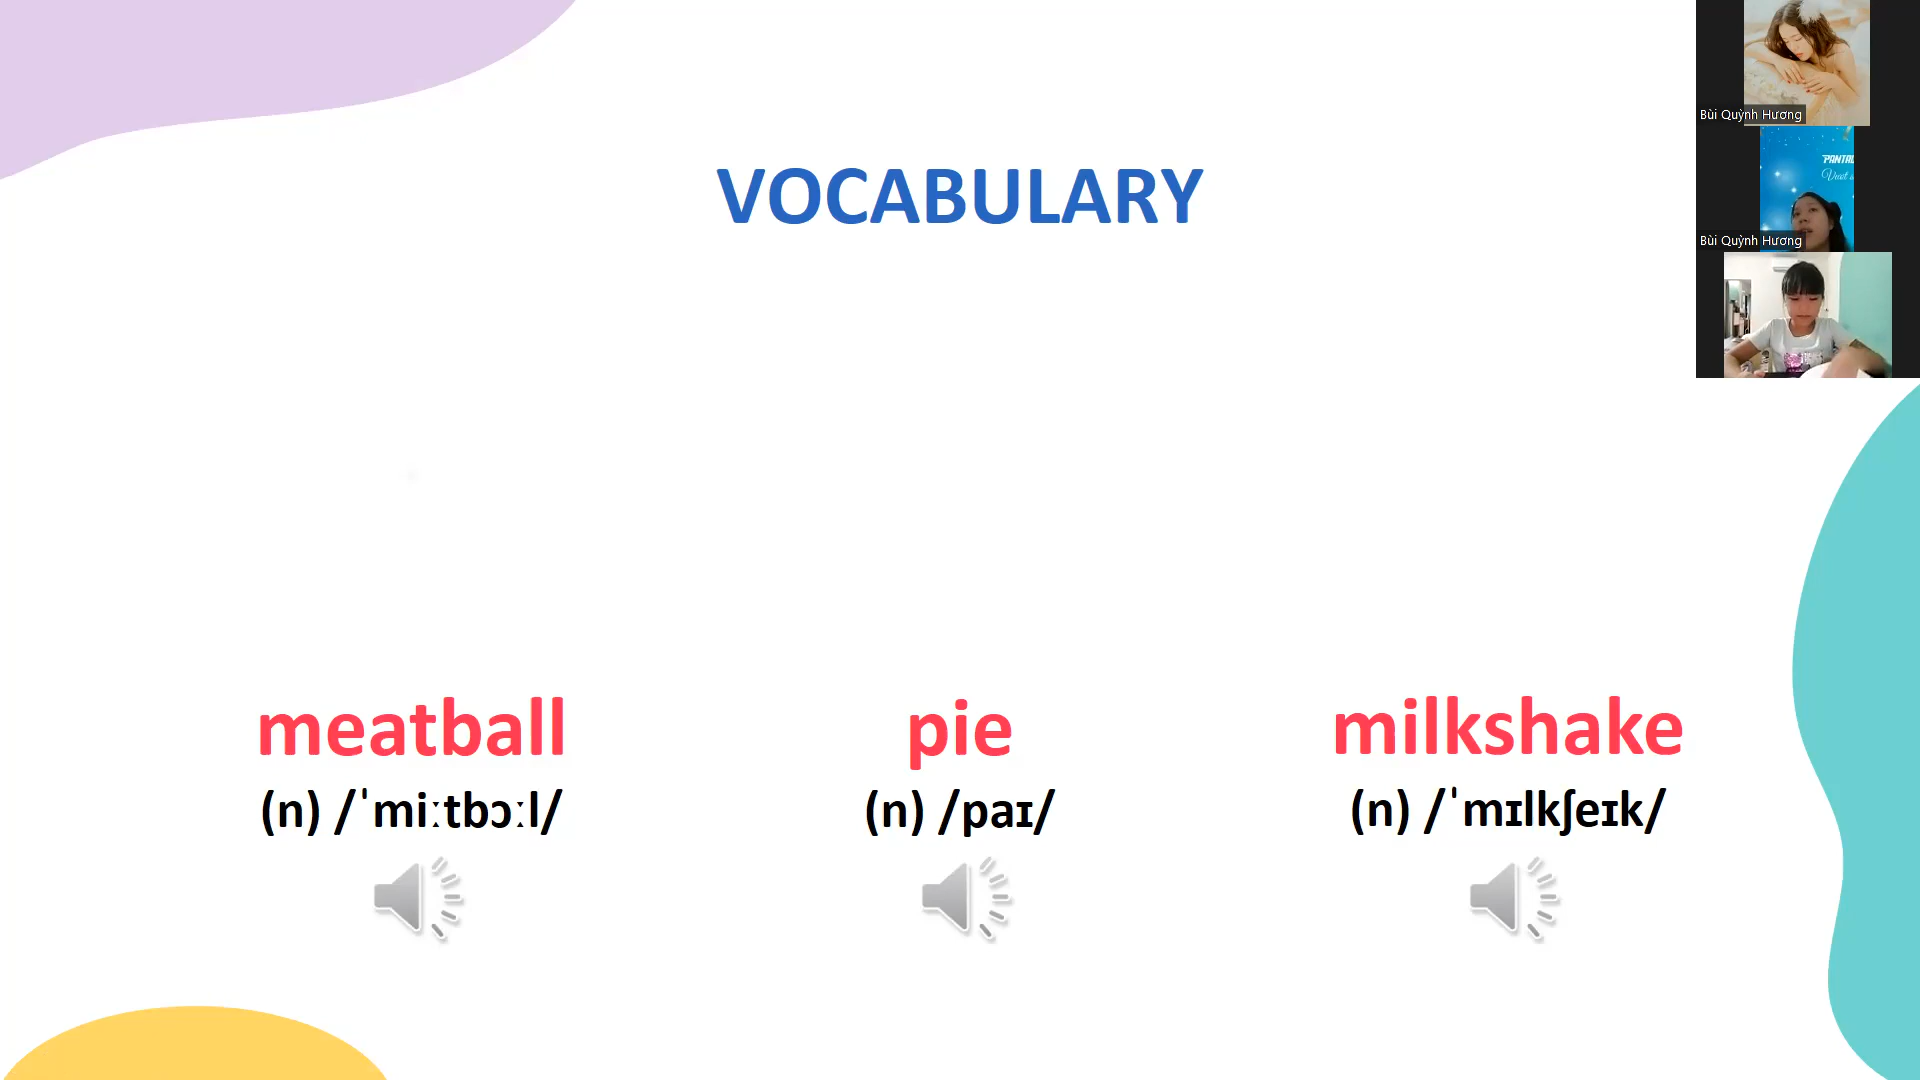 VOCABULARY
meatball
(n) /ˈmiːtbɔːl/
pie
(n) /paɪ/
milkshake
(n) /ˈmɪlkʃeɪk/
Bùi Quỳnh Hương
Bùi Quỳnh Hương